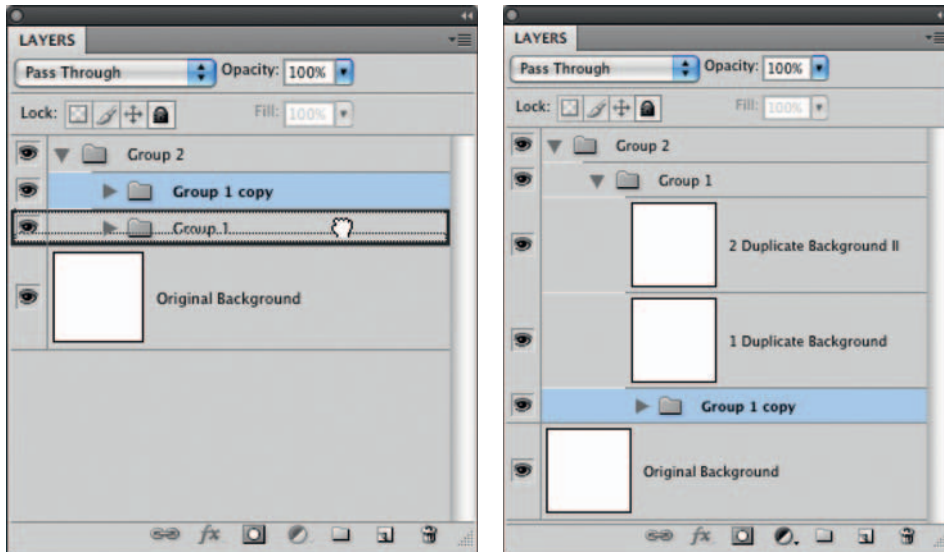 LAYERS
Pass Through
Opacity: 100%
Lock:
Fill: 100%
Group 2
Group 1 copy
Group 1
Original Background
fx
LAYERS
Pass Through
Opacity: 100%
Lock:
Fill: 100%
Group 2
Group 1
2 Duplicate Background II
1 Duplicate Background
Group 1 copy
Original Background
fx